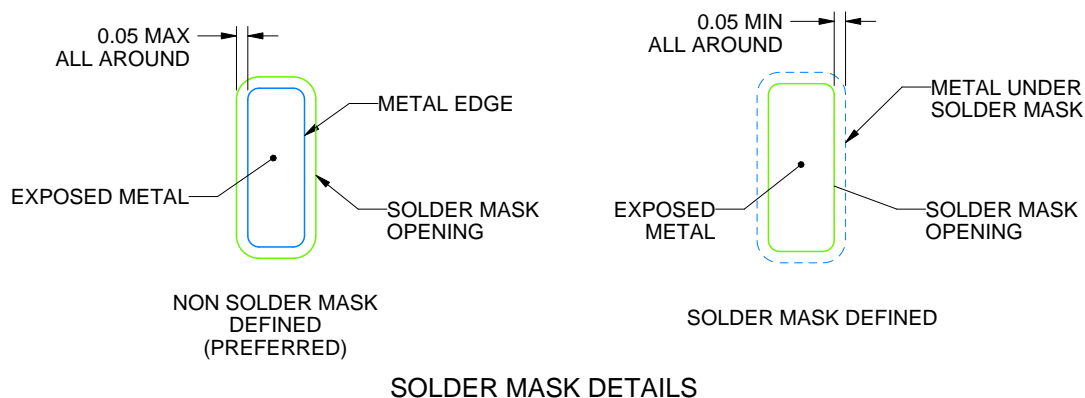 0.05 MAX
ALL AROUND
METAL EDGE
EXPOSED METAL
SOLDER MASK
OPENING
NON SOLDER MASK
DEFINED
(PREFERRED)
0.05 MIN
ALL AROUND
METAL UNDER
SOLDER MASK
EXPOSED
METAL
SOLDER MASK
OPENING
SOLDER MASK DEFINED
SOLDER MASK DETAILS